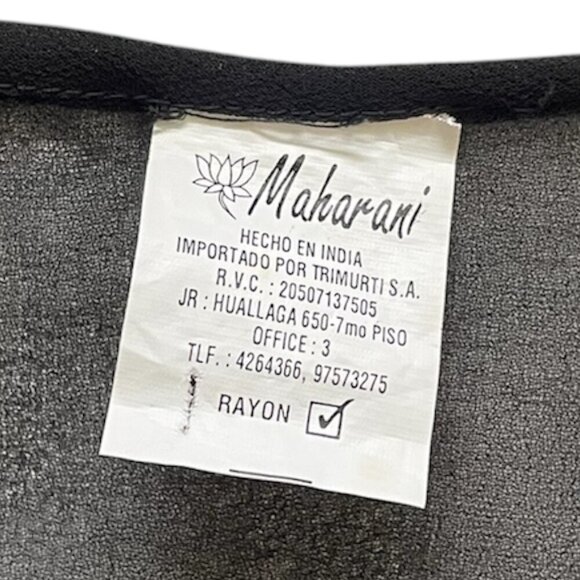 Maharani
HECHO EN INDIA
IMPORTADO POR TRIMURTI S.A.
R.V.C. : 20507137505
JR : HUALLAGA 650-7mo PISO
OFFICE : 3
TLF. : 4264366, 97573275
RAYON ☑